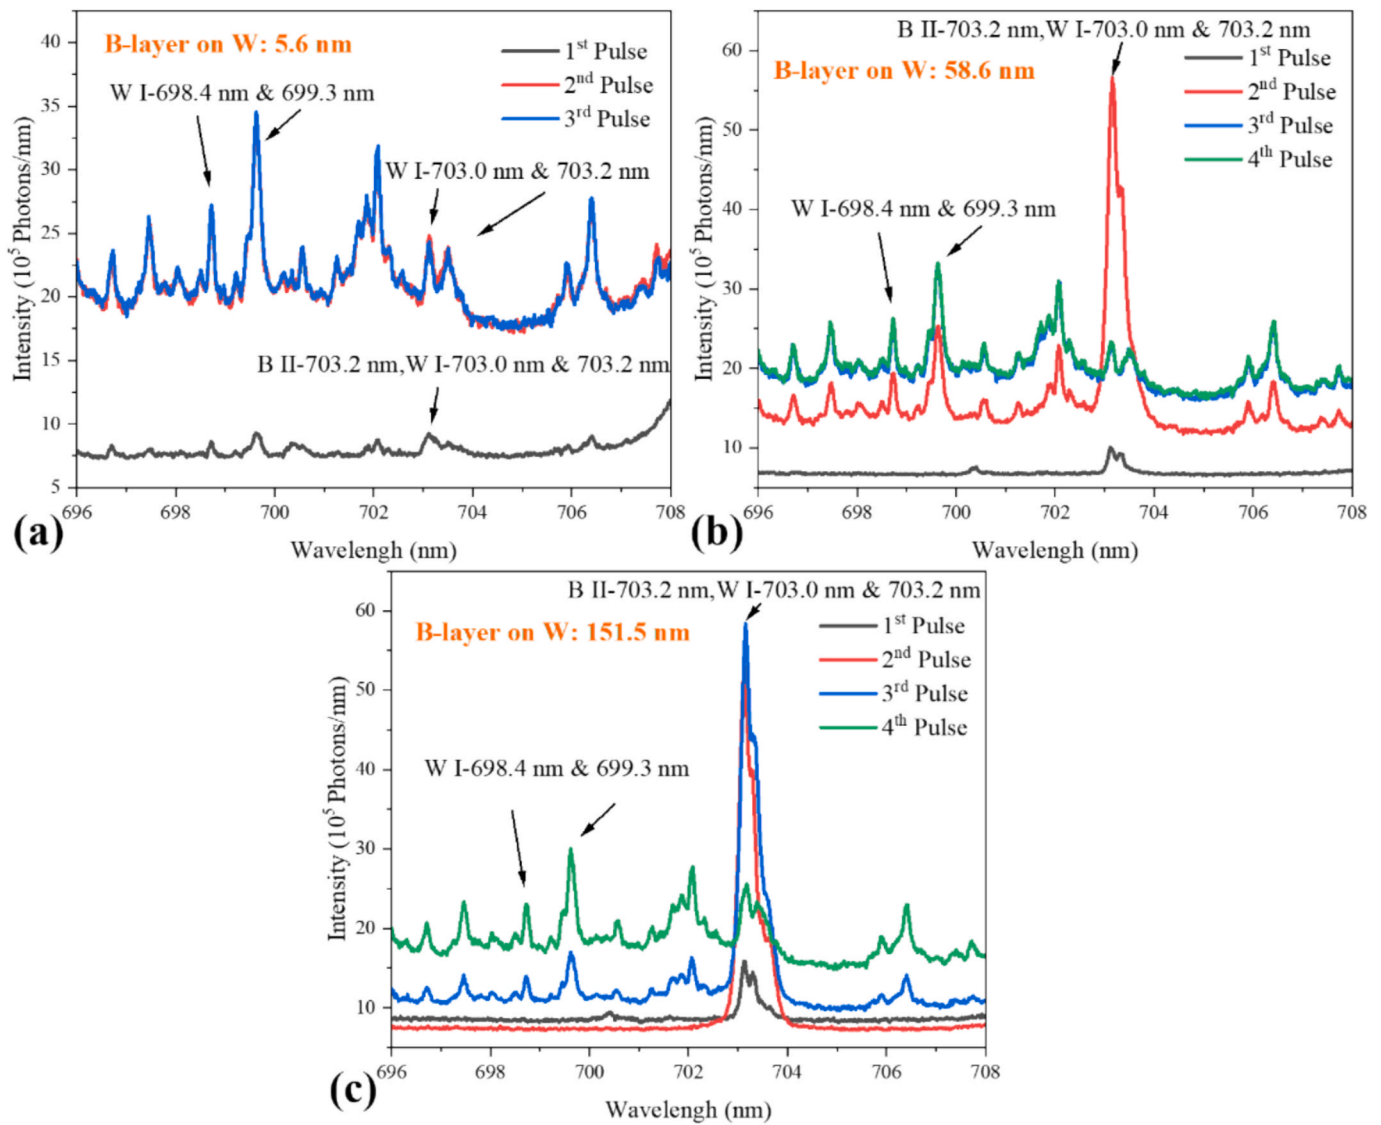 B-layer on W: 5.6 nm
1st Pulse
2nd Pulse
3rd Pulse
W I-698.4 nm & 699.3 nm
W I-703.0 nm & 703.2 nm
B II-703.2 nm,W I-703.0 nm & 703.2 nm
Intensity (10^5 Photons/nm)
40
35
30
25
20
15
10
5
696 698 700 702 704 706 708
Wavelengh (nm)
(a)
B II-703.2 nm,W I-703.0 nm & 703.2 nm
B-layer on W: 58.6 nm
1st Pulse
2nd Pulse
3rd Pulse
4th Pulse
W I-698.4 nm & 699.3 nm
Intensity (10^5 Photons/nm)
60
50
40
30
20
10
696 698 700 702 704 706 708
Wavelengh (nm)
(b)
B II-703.2 nm,W I-703.0 nm & 703.2 nm
B-layer on W: 151.5 nm
1st Pulse
2nd Pulse
3rd Pulse
4th Pulse
W I-698.4 nm & 699.3 nm
Intensity (10^5 Photons/nm)
60
50
40
30
20
10
696 698 700 702 704 706 708
Wavelengh (nm)
(c)